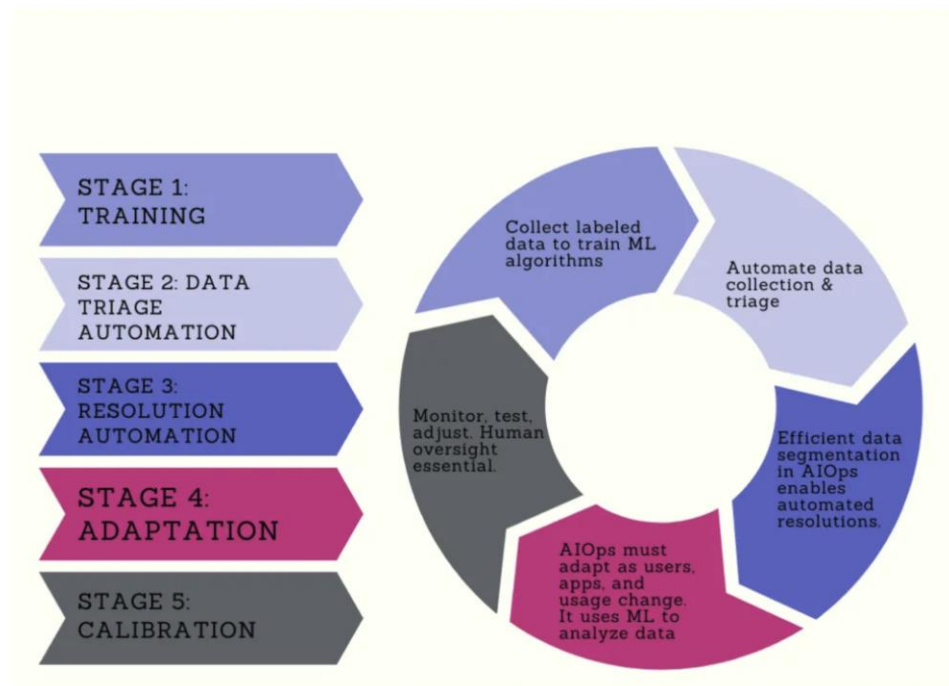 STAGE 1:
TRAINING
STAGE 2: DATA
TRIAGE
AUTOMATION
STAGE 3:
RESOLUTION
AUTOMATION
STAGE 4:
ADAPTATION
STAGE 5:
CALIBRATION
Collect labeled
data to train ML
algorithms
Automate data
collection &
triage
Efficient data
segmentation
in AIOps
enables
automated
resolutions.
AIOps must
adapt as users,
apps, and
usage change.
It uses ML to
analyze data
Monitor, test,
adjust. Human
oversight
essential.